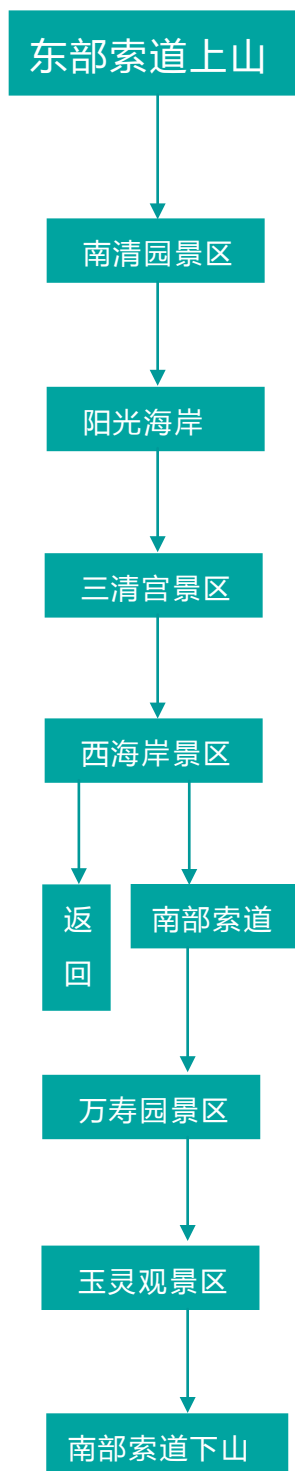 东部索道上山
南清园景区
阳光海岸
三清宫景区
西海岸景区
返
回
南部索道
万寿园景区
玉灵观景区
南部索道下山